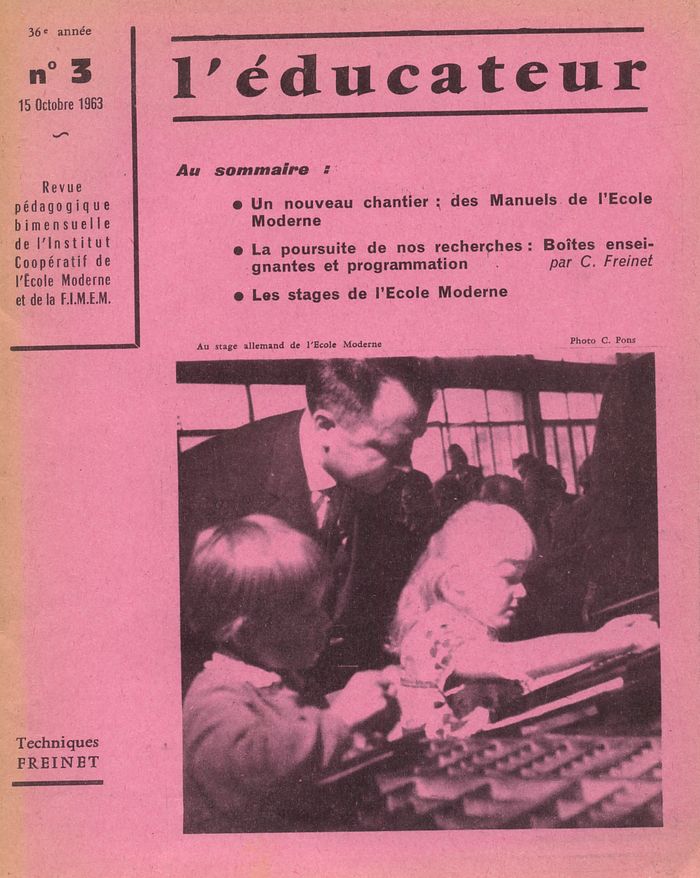 36e année
n° 3
15 Octobre 1963
Revue
pédagogique
bimensuelle
de l'Institut
Coopératif de
l'École Moderne
et de la F.I.M.E.M.
l'éducateur
Au sommaire :
● Un nouveau chantier : des Manuels de l'Ecole
Moderne
● La poursuite de nos recherches : Boîtes ensei-
gnantes et programmation par C. Freinet
● Les stages de l'Ecole Moderne
Au stage allemand de l'Ecole Moderne
Photo C. Pons
Techniques
FREINET